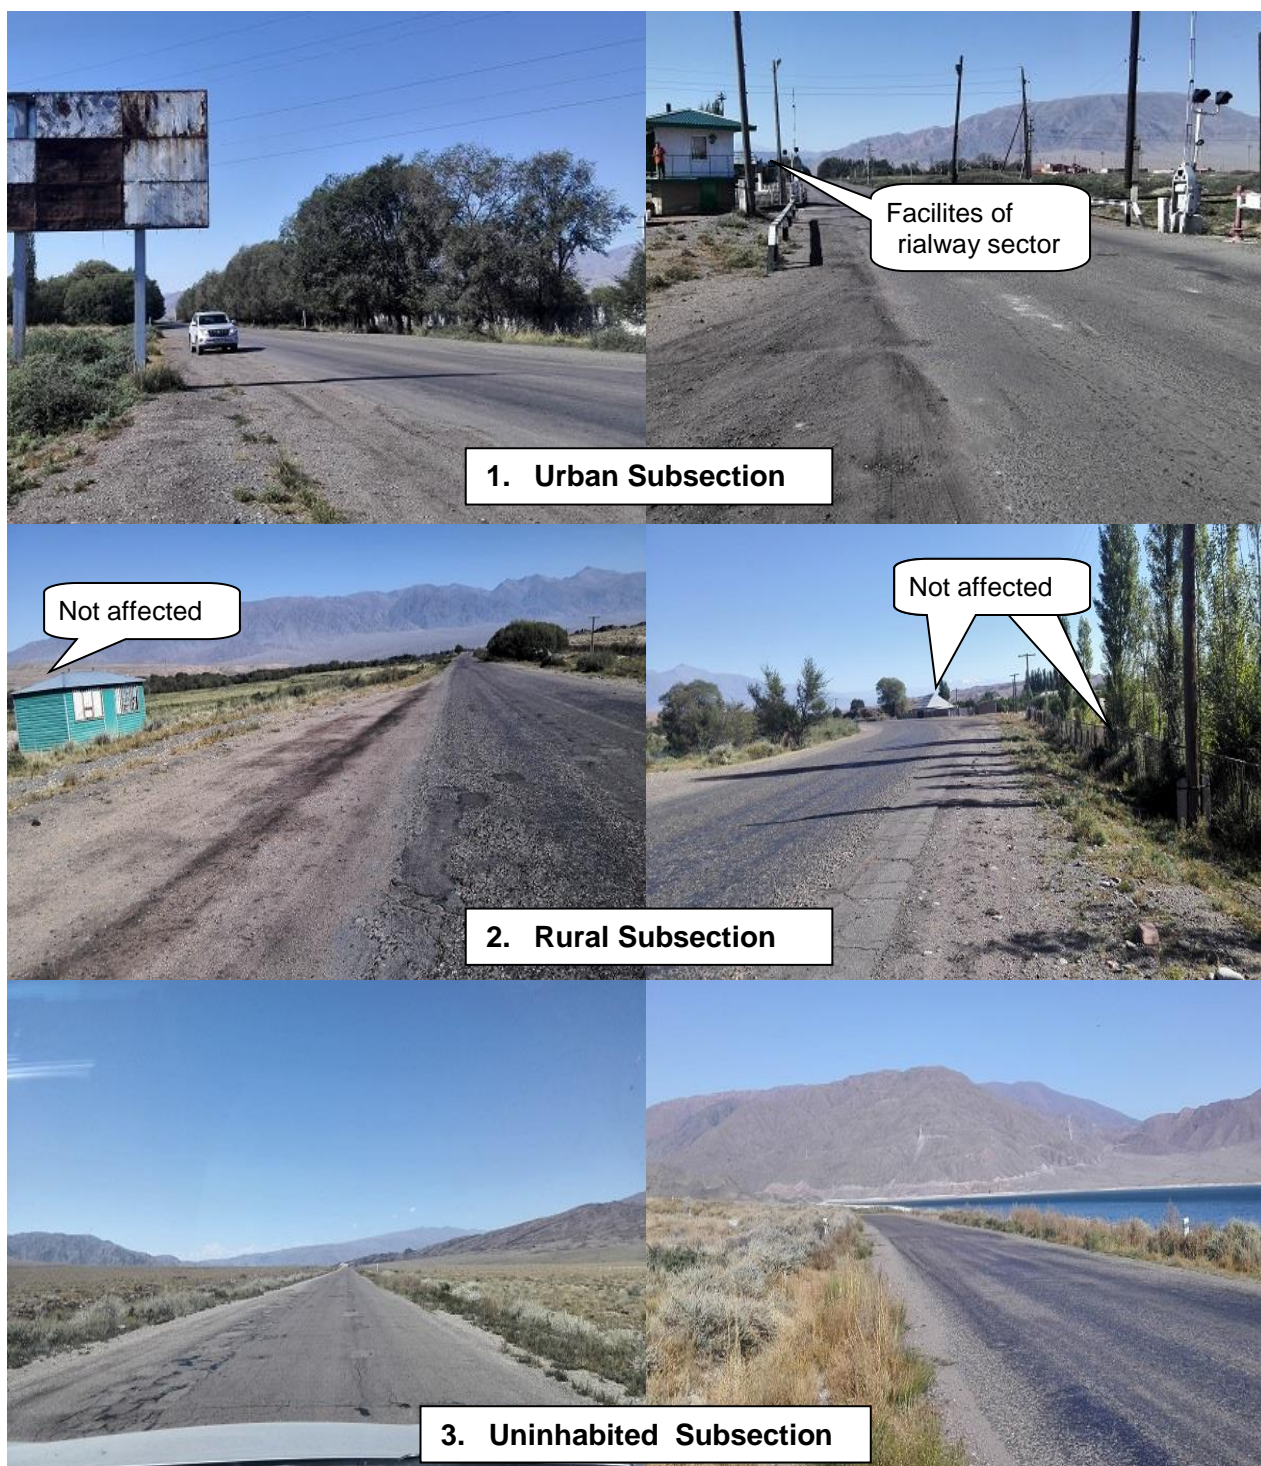 Facilites of
rialway sector
1. Urban Subsection
Not affected
Not affected
2. Rural Subsection
3. Uninhabited Subsection